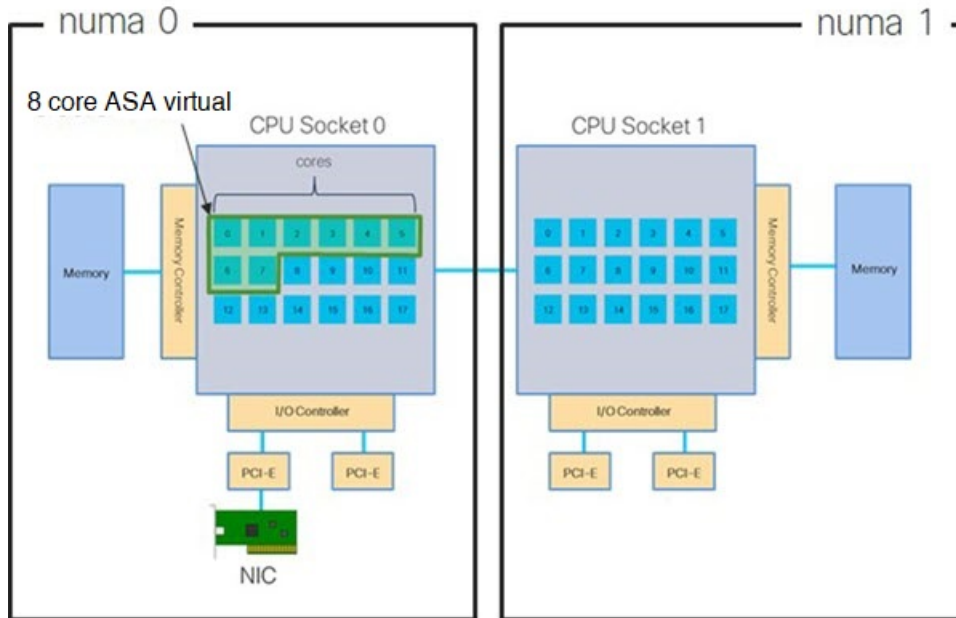 numa 0
numa 1
8 core ASA virtual
CPU Socket 0
CPU Socket 1
cores
Memory
Memory Controller
0 1 2 3 4 5
6 7 8 9 10 11
12 13 14 15 16 17
0 1 2 3 4 5
6 7 8 9 10 11
12 13 14 15 16 17
Memory Controller
Memory
I/O Controller
I/O Controller
PCI-E
PCI-E
PCI-E
PCI-E
NIC